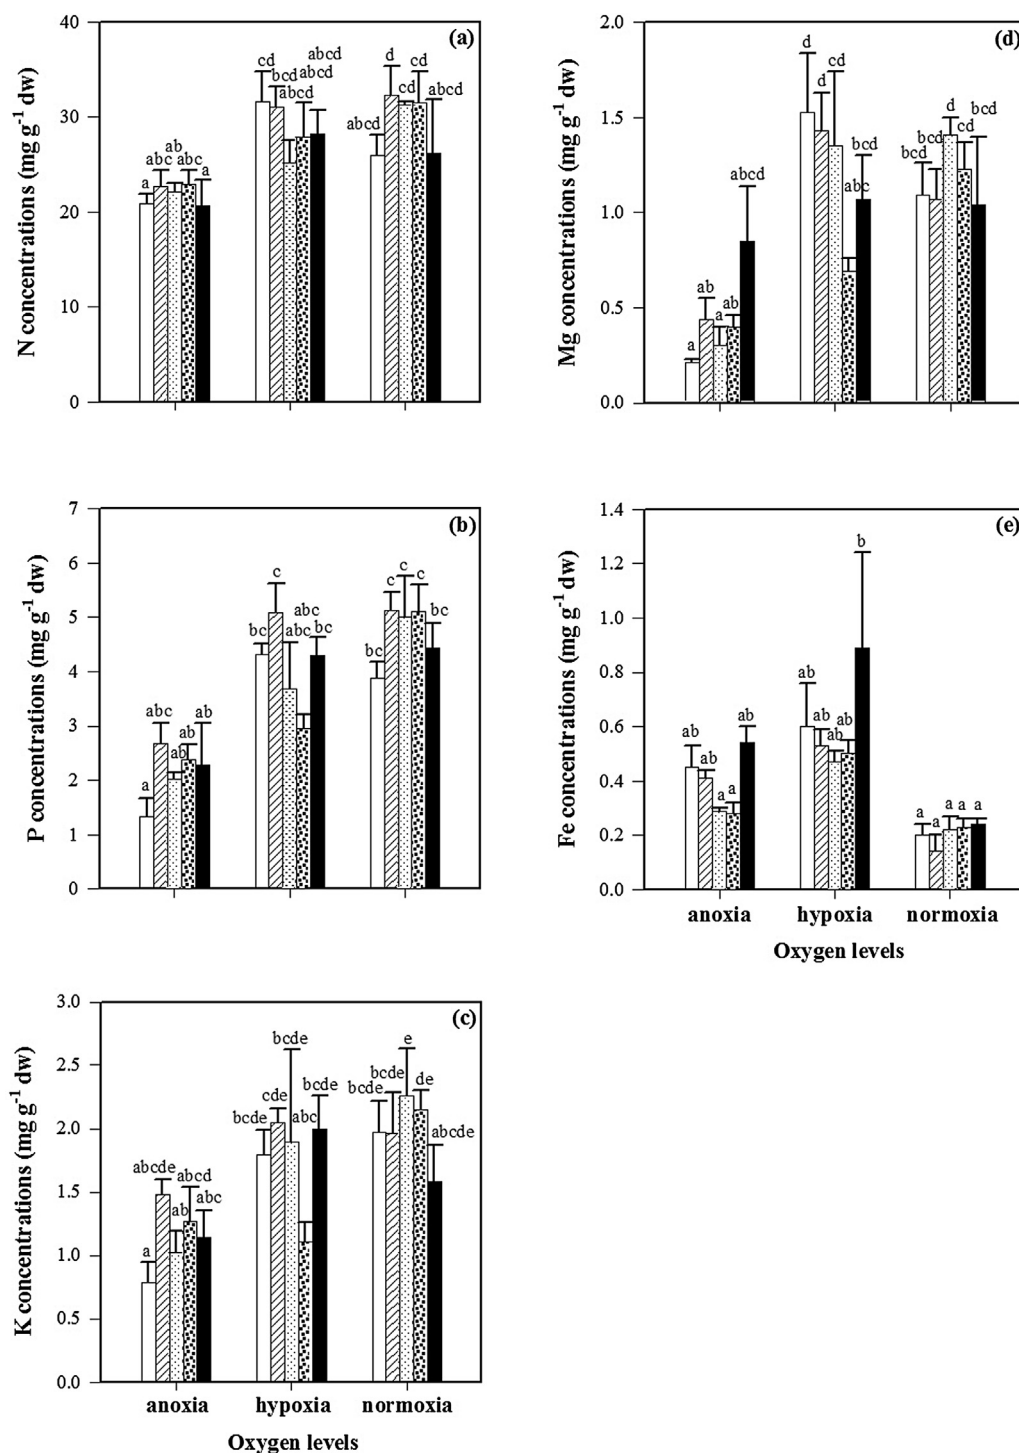 (a)
N concentrations (mg g-1 dw)
40
30
20
10
0
a abc ab abc a
cd bcd abcd abcd abcd
abcd d cd abcd abcd
(d)
Mg concentrations (mg g-1 dw)
2.0
1.5
1.0
0.5
0.0
a ab a ab abcd
d d cd abc bcd
bcd bcd d cd bcd
(b)
P concentrations (mg g-1 dw)
7
6
5
4
3
2
1
0
a abc ab ab ab
bc c abc abc bc
bc c c c bc
(e)
Fe concentrations (mg g-1 dw)
1.4
1.2
1.0
0.8
0.6
0.4
0.2
0.0
ab ab a a ab
ab ab ab ab b
a a a a a
anoxia hypoxia normoxia
Oxygen levels
(c)
K concentrations (mg g-1 dw)
3.0
2.5
2.0
1.5
1.0
0.5
0.0
a abcde ab abcd abc
bcde cde bcde abc bcde
bcde bcde e de abcde
anoxia hypoxia normoxia
Oxygen levels